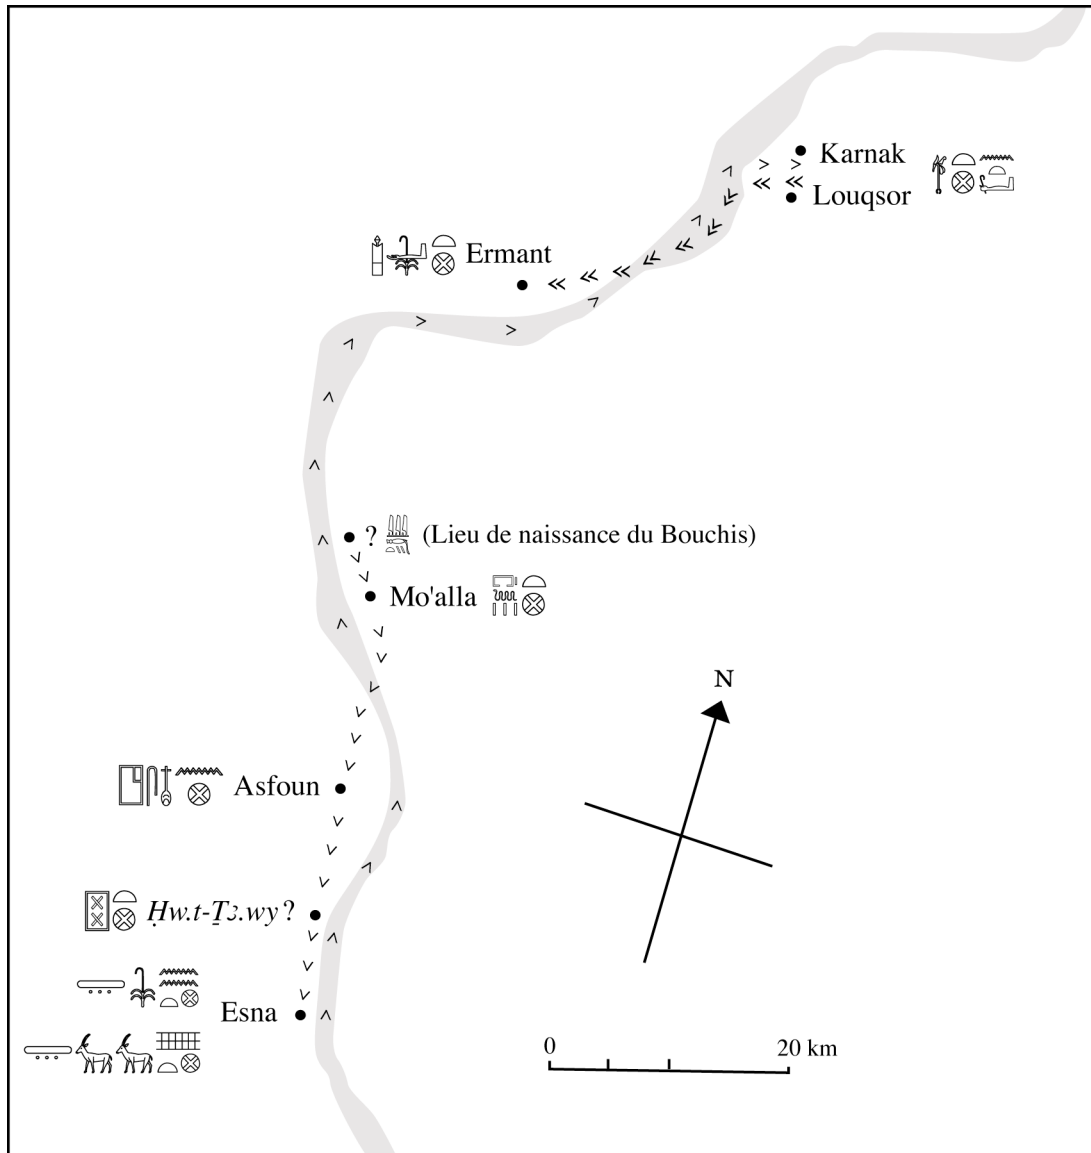 Karnak
Louqsor
Ermant
? (Lieu de naissance du Bouchis)
Mo'alla
N
Asfoun
Ḥw.t-Ṯꜣ.wy ?
Esna
0 20 km